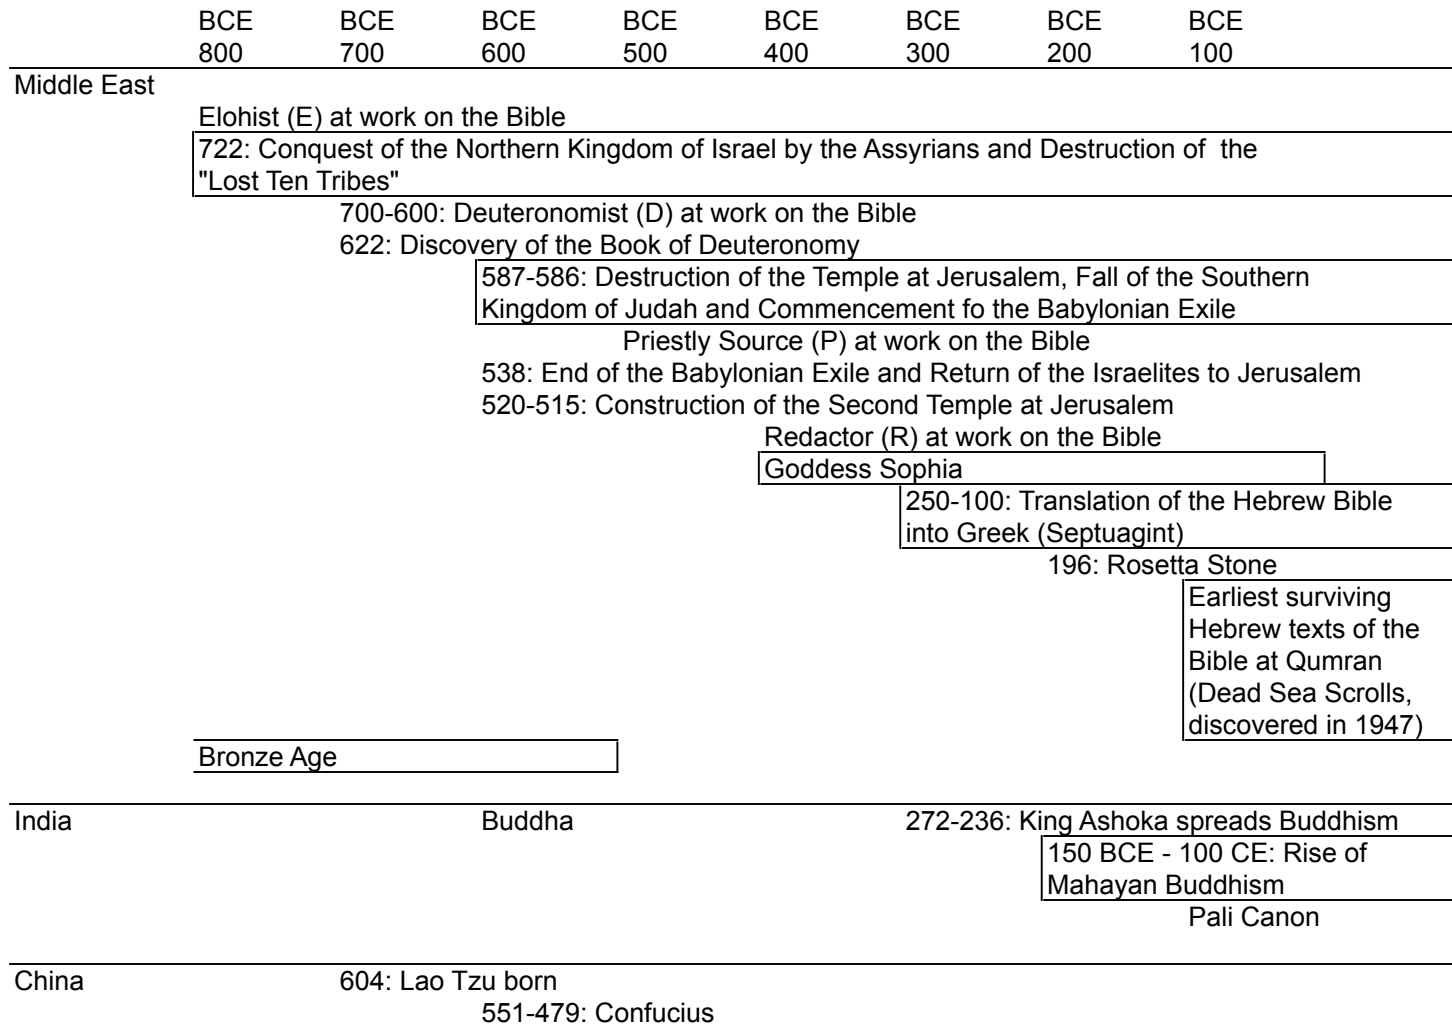 BCE BCE BCE BCE BCE BCE BCE BCE
800 700 600 500 400 300 200 100
Middle East
Elohist (E) at work on the Bible
722: Conquest of the Northern Kingdom of Israel by the Assyrians and Destruction of the
"Lost Ten Tribes"
700-600: Deuteronomist (D) at work on the Bible
622: Discovery of the Book of Deuteronomy
587-586: Destruction of the Temple at Jerusalem, Fall of the Southern
Kingdom of Judah and Commencement fo the Babylonian Exile
Priestly Source (P) at work on the Bible
538: End of the Babylonian Exile and Return of the Israelites to Jerusalem
520-515: Construction of the Second Temple at Jerusalem
Redactor (R) at work on the Bible
Goddess Sophia
250-100: Translation of the Hebrew Bible
into Greek (Septuagint)
196: Rosetta Stone
Earliest surviving
Hebrew texts of the
Bible at Qumran
(Dead Sea Scrolls,
discovered in 1947)
Bronze Age
India Buddha 272-236: King Ashoka spreads Buddhism
150 BCE - 100 CE: Rise of
Mahayan Buddhism
Pali Canon
China 604: Lao Tzu born
551-479: Confucius